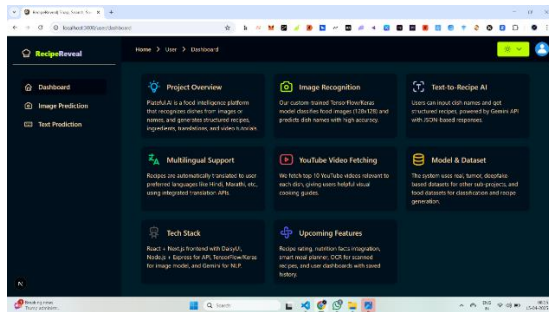 RecipeReveal
Home > User > Dashboard
Dashboard
Image Prediction
Text Prediction
Project Overview
Plateful.AI is a food intelligence platform
that recognizes dishes from images or
names, and generates structured recipes,
ingredients, translations, and video tutorials
Image Recognition
Our custom-trained TensorFlow/Keras
model classifies food images (128x128) and
predicts dish names with high accuracy.
Text-to-Recipe AI
Users can input dish names and get
structured recipes, powered by Gemini API
with JSON-based responses.
Multilingual Support
Recipes are automatically translated to user
preferred languages like Hindi, Marathi, etc,
using integrated translation APIs.
YouTube Video Fetching
We fetch top 10 YouTube videos relevant to
each dish, giving users helpful visual
cooking guides.
Model & Dataset
The system uses real, tumor, deepfake
based datasets for other sub-projects, and
food datasets for classification and recipe
generation.
Tech Stack
React + Next.js frontend with DaisyUI,
Node.js + Express for API, TensorFlow/Keras
for image model, and Gemini for NLP.
Upcoming Features
Recipe rating, nutrition facts integration,
smart meal planner, OCR for scanned
recipes, and user dashboards with saved
history.
N
Breaking news
Search
ENG